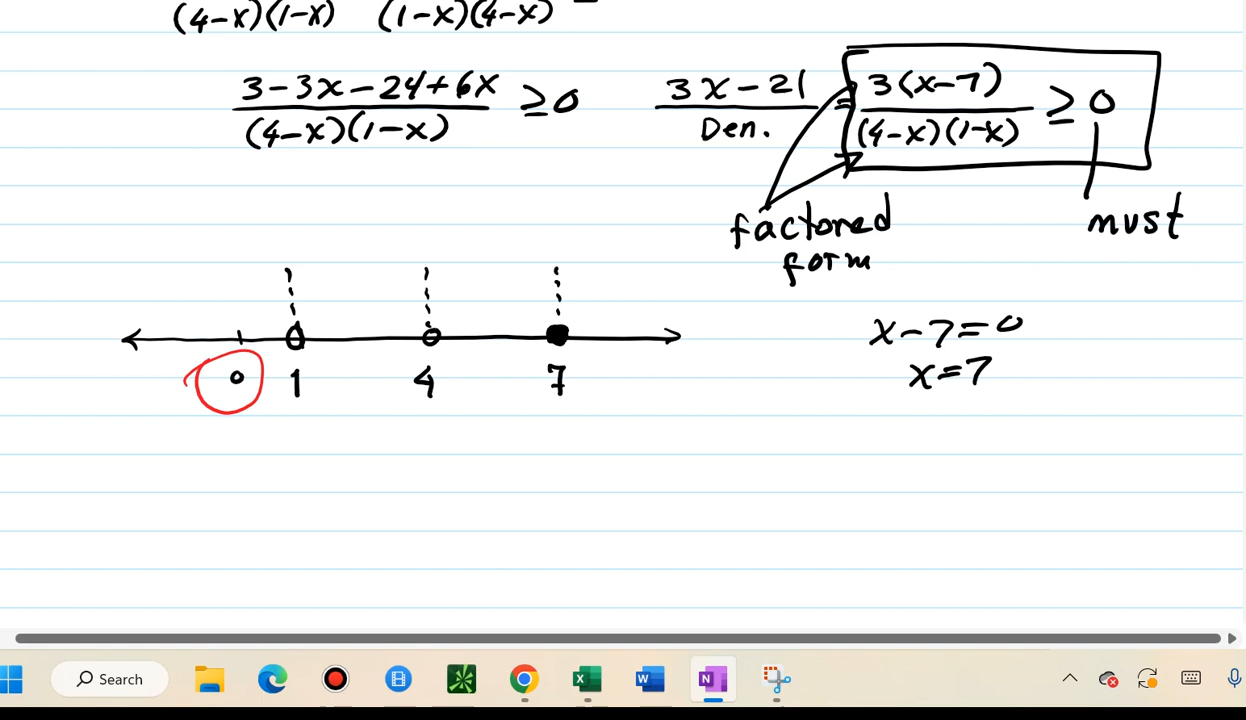 (4-x)(1-x) (1-x)(4-x)
3-3x-24+6x ≥0
(4-x)(1-x)
3x-21 = 3(x-7) ≥ 0
Den. (4-x)(1-x)
factored
form
must
x-7=0
x=7
0 1 4 7
Search